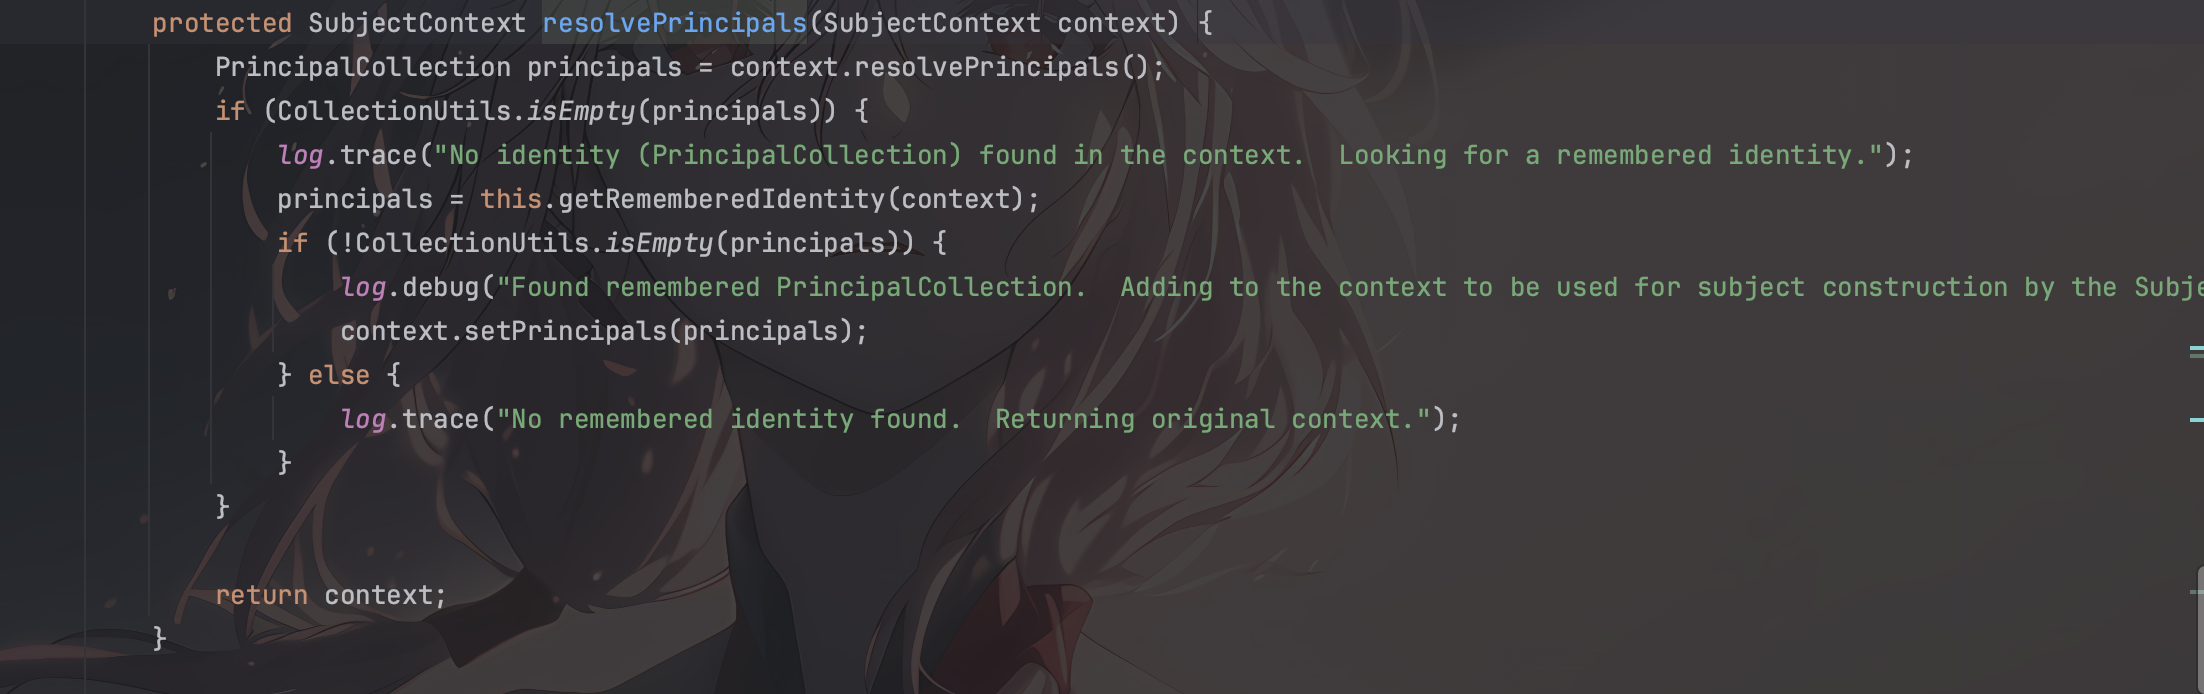 protected SubjectContext resolvePrincipals(SubjectContext context) {
PrincipalCollection principals = context.resolvePrincipals();
if (CollectionUtils.isEmpty(principals)) {
log.trace("No identity (PrincipalCollection) found in the context.  Looking for a remembered identity.");
principals = this.getRememberedIdentity(context);
if (!CollectionUtils.isEmpty(principals)) {
log.debug("Found remembered PrincipalCollection.  Adding to the context to be used for subject construction by the Subje
context.setPrincipals(principals);
} else {
log.trace("No remembered identity found.  Returning original context.");
}
}
return context;
}